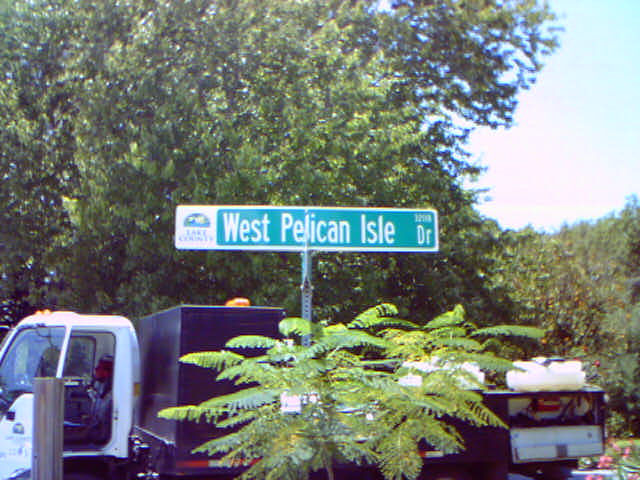 LAKE
COUNTY
West Pelican Isle Dr